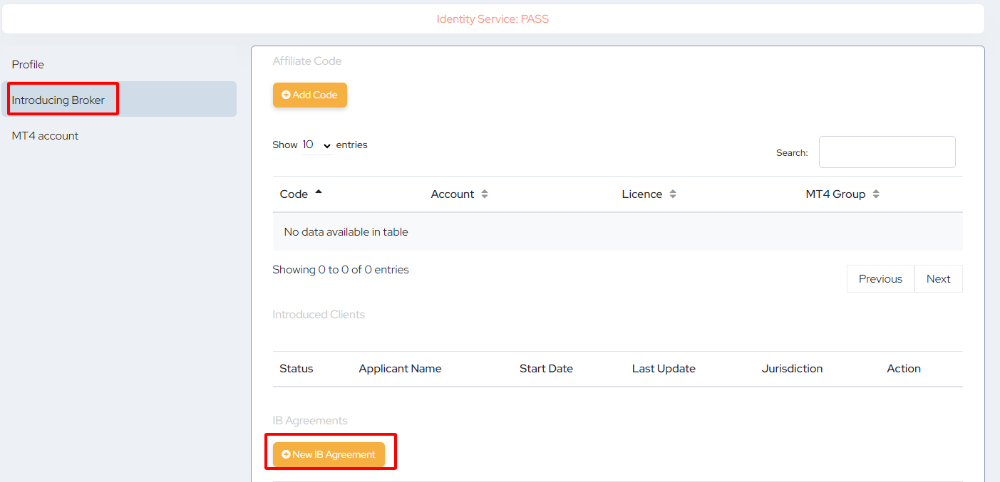 Identity Service: PASS
Profile
Introducing Broker
MT4 account
Affiliate Code
Add Code
Show 10 entries
Search:
Code Account Licence MT4 Group
No data available in table
Showing 0 to 0 of 0 entries
Previous Next
Introduced Clients
Status Applicant Name Start Date Last Update Jurisdiction Action
IB Agreements
New IB Agreement